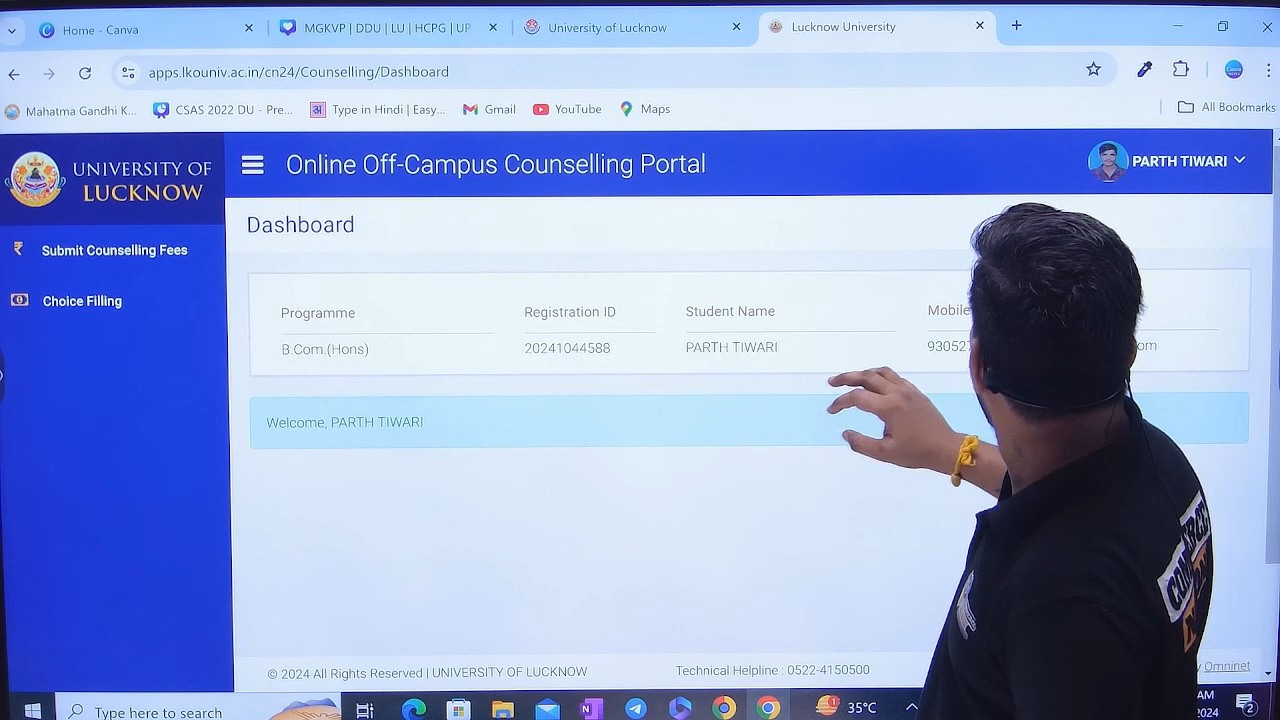 Home - Canva
MGKVP | DDU | LU | HCPG | UP
University of Lucknow
Lucknow University
apps.lkouniv.ac.in/cn24/Counselling/Dashboard
Mahatma Gandhi K...
CSAS 2022 DU - Pre...
अ
Type in Hindi | Easy...
Gmail
YouTube
Maps
All Bookmarks
UNIVERSITY OF
LUCKNOW
Online Off-Campus Counselling Portal
PARTH TIWARI
Dashboard
₹ Submit Counselling Fees
Choice Filling
Programme
Registration ID
Student Name
Mobile
B.Com.(Hons)
20241044588
PARTH TIWARI
93052
om
Welcome, PARTH TIWARI
© 2024 All Rights Reserved | UNIVERSITY OF LUCKNOW
Technical Helpline : 0522-4150500
y Omninet
Type here to search
35°C
AM
2024
2